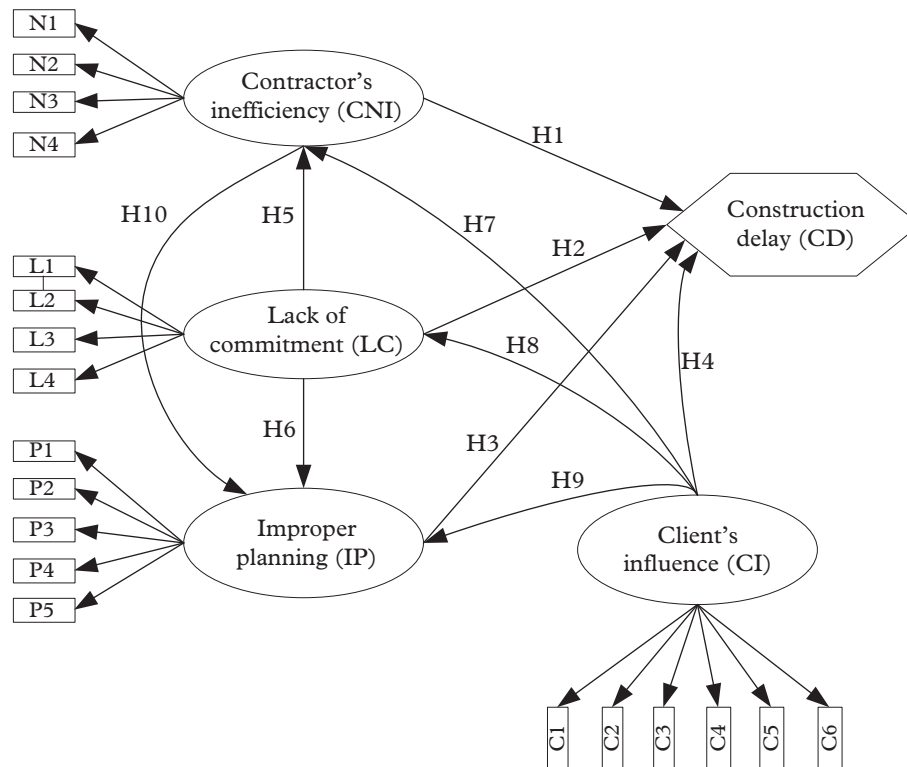 N1
N2
N3
N4
Contractor's
inefficiency (CNI)
H1
Construction
delay (CD)
H10
H5
H7
H2
L1
L2
L3
L4
Lack of
commitment (LC)
H8
H4
H6
H3
H9
P1
P2
P3
P4
P5
Improper
planning (IP)
Client's
influence (CI)
C1
C2
C3
C4
C5
C6